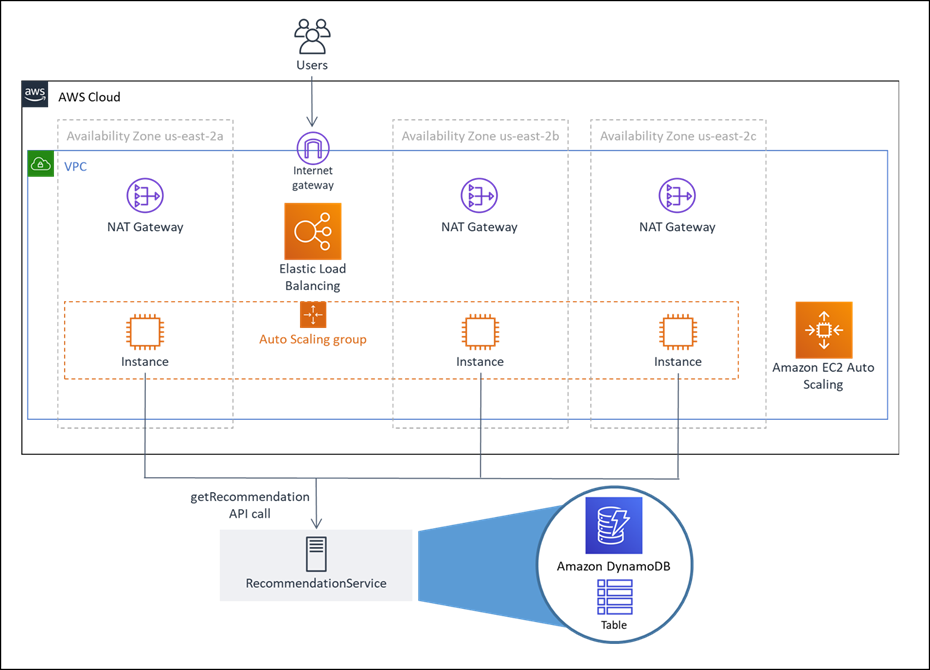 Users
aws
AWS Cloud
Availability Zone us-east-2a
Availability Zone us-east-2b
Availability Zone us-east-2c
VPC
Internet
gateway
NAT Gateway
NAT Gateway
NAT Gateway
Elastic Load
Balancing
Auto Scaling group
Instance
Instance
Instance
Amazon EC2 Auto
Scaling
getRecommendation
API call
RecommendationService
Amazon DynamoDB
Table